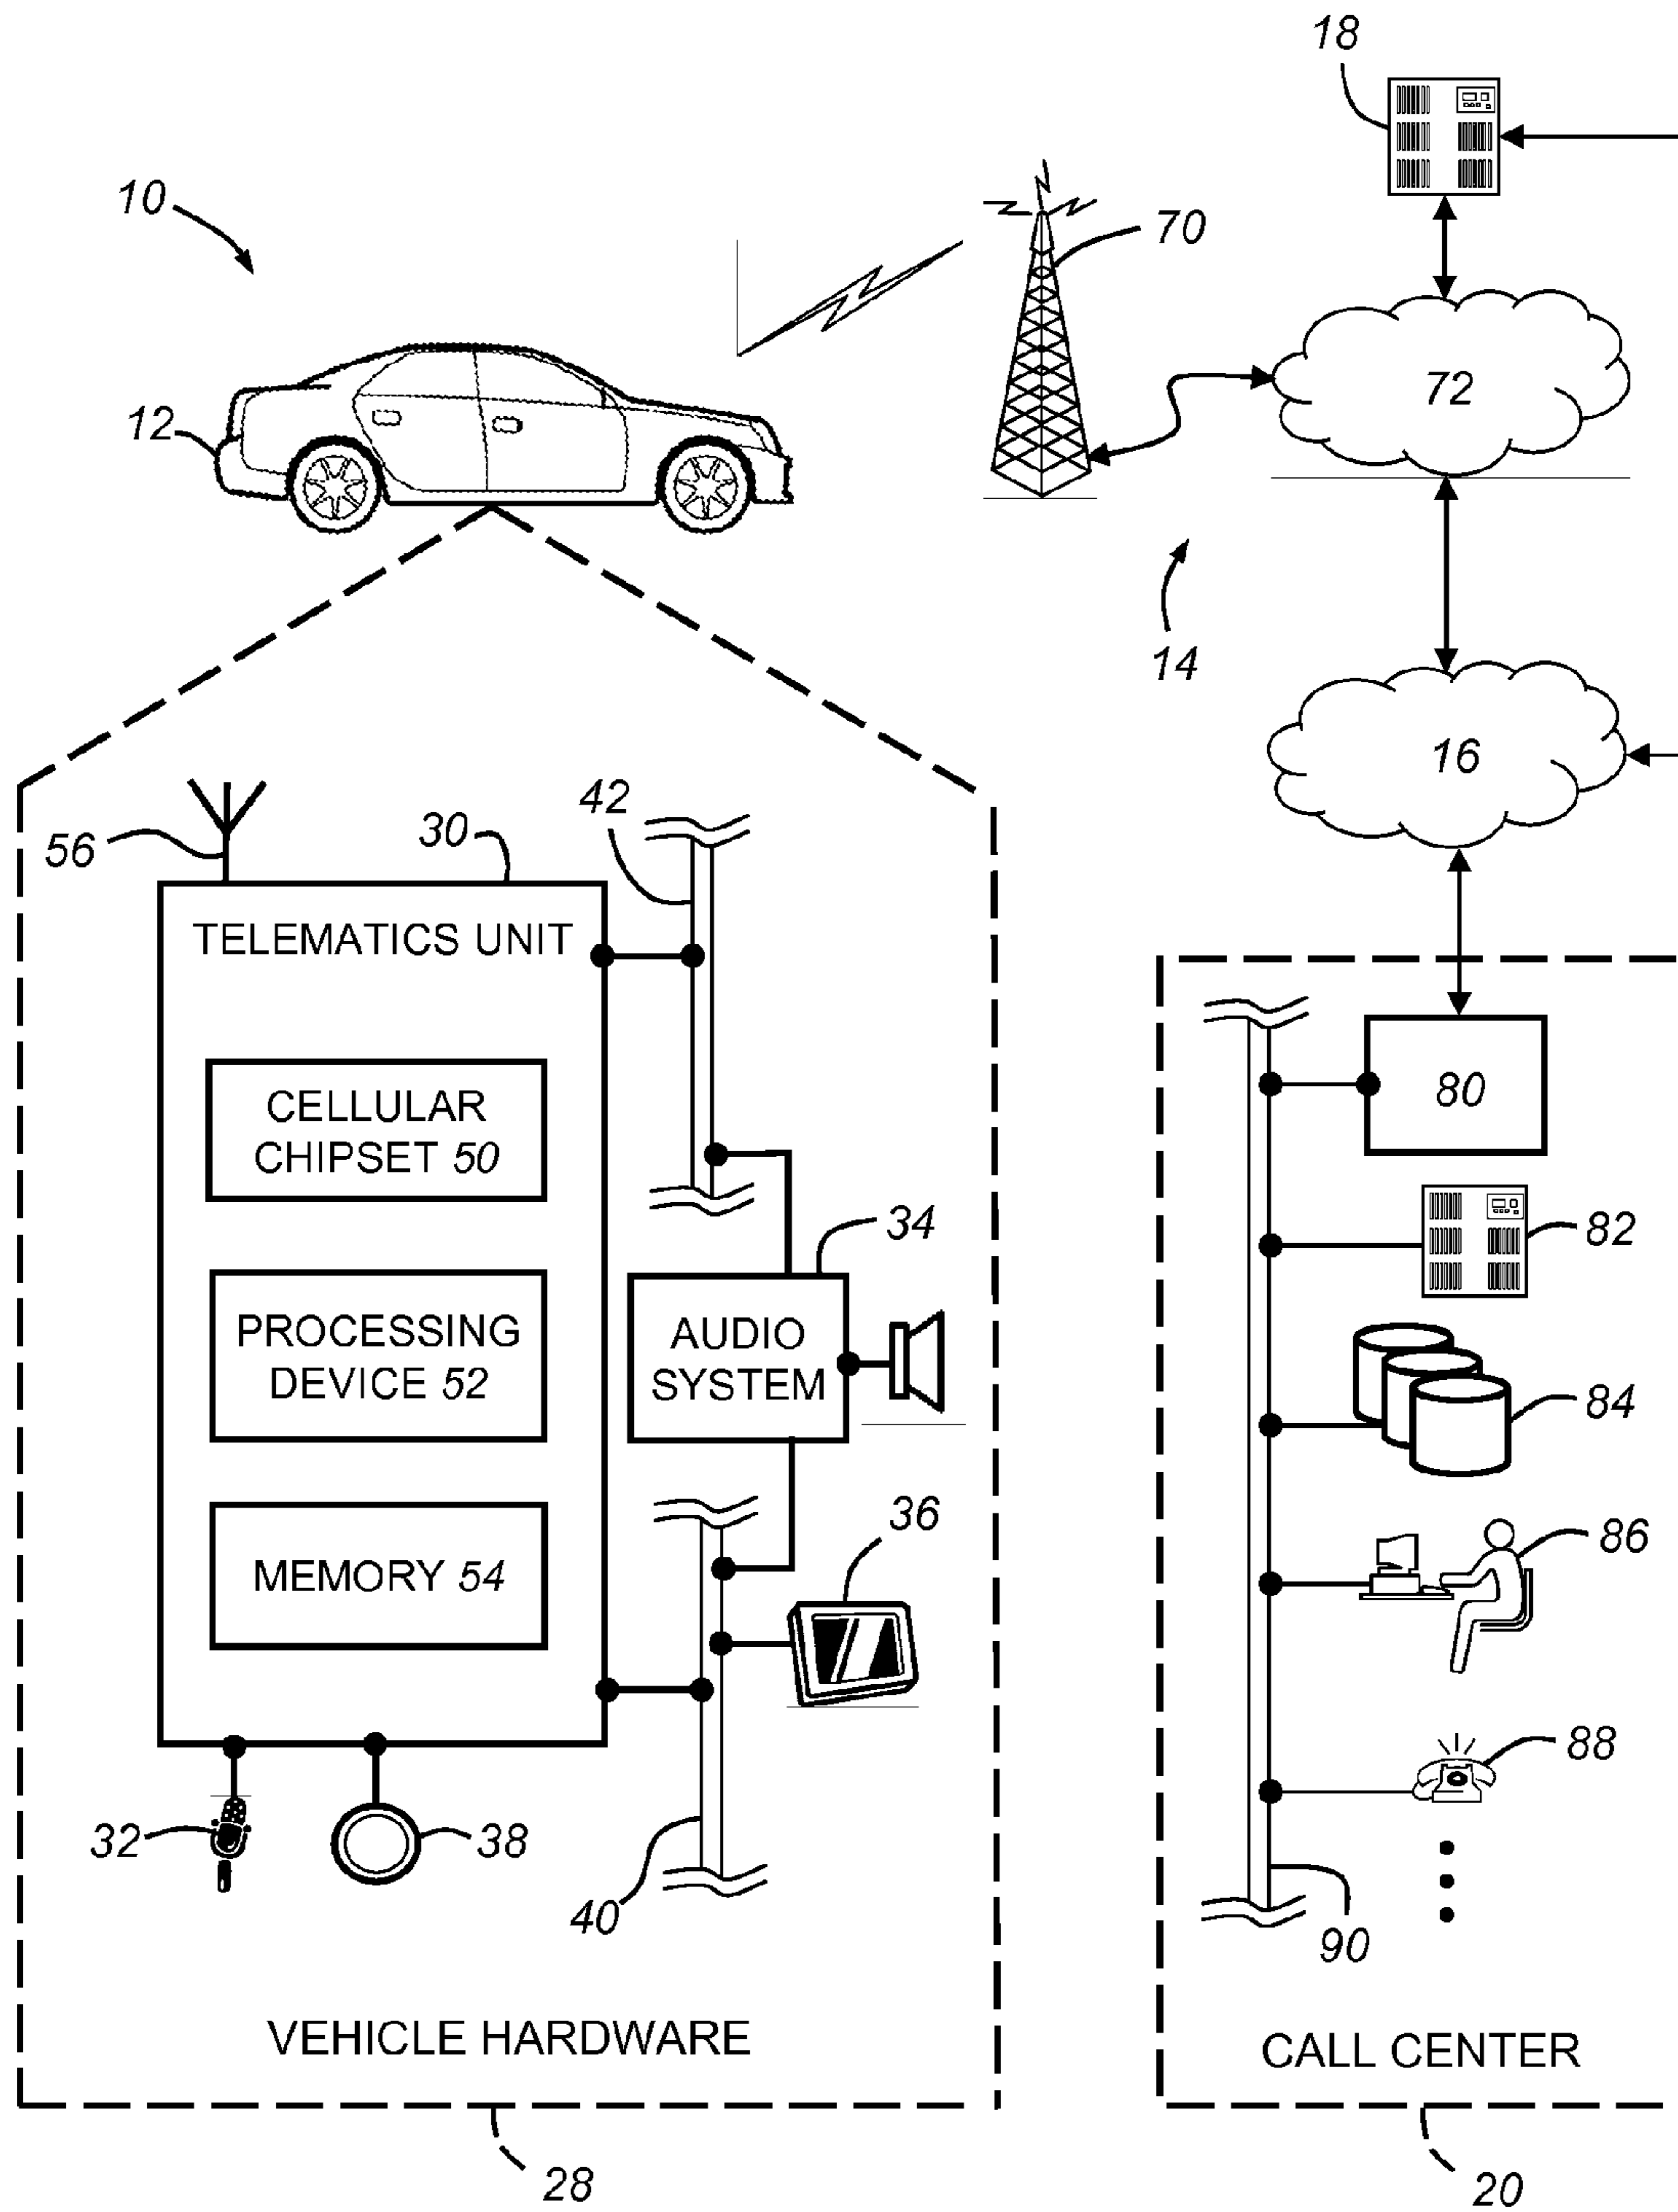 18
10
70
12
72
14
16
42
30
56
TELEMATICS UNIT
CELLULAR
CHIPSET 50
PROCESSING
DEVICE 52
MEMORY 54
34
AUDIO
SYSTEM
36
32
38
40
VEHICLE HARDWARE
28
80
82
84
86
88
90
CALL CENTER
20